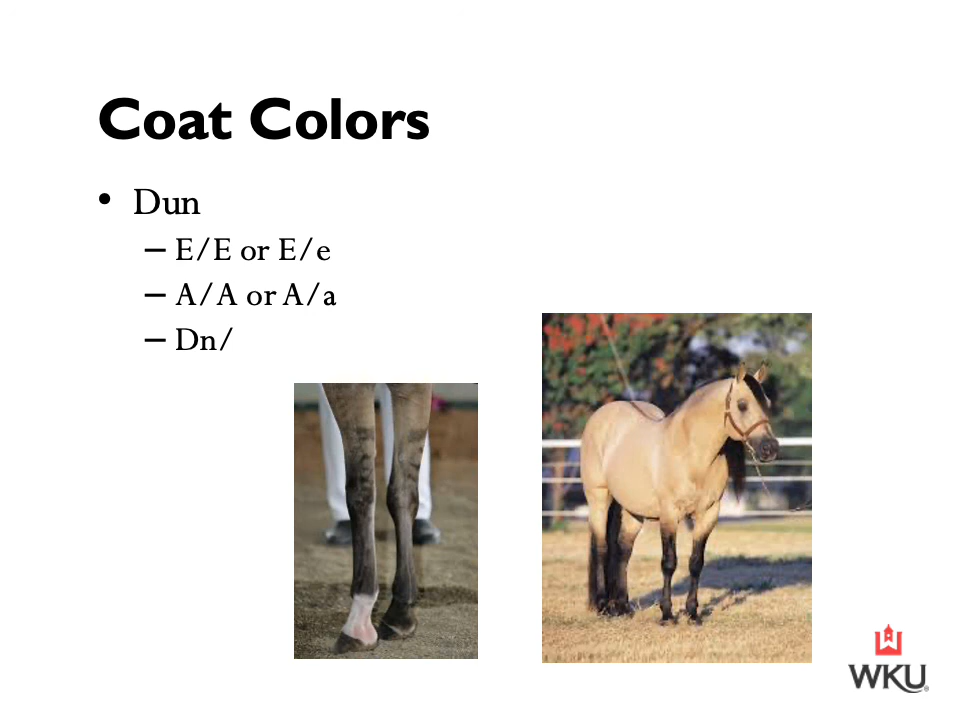 Coat Colors
• Dun
– E/E or E/e
– A/A or A/a
– Dn/
WKU®